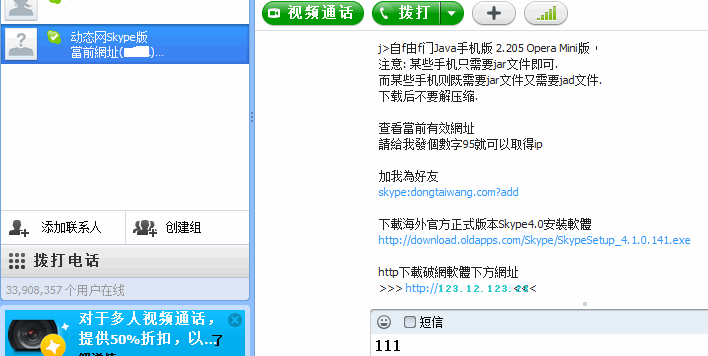 视频通话
拨打
动态网Skype版
當前網址(
)...
添加联系人
创建组
拨打电话
33,908,357 个用户在线
对于多人视频通话，
提供50%折扣，以...了
j>自f由f门Java手机版 2.205 Opera Mini版，
注意: 某些手机只需要jar文件即可.
而某些手机则既需要jar文件又需要jad文件.
下载后不要解压缩.
查看當前有效網址
請給我發個數字95就可以取得ip
加我為好友
skype:dongtaiwang.com?add
下載海外官方正式版本Skype4.0安裝軟體
http://download.oldapps.com/Skype/SkypeSetup_4.1.0.141.exe
http下載破網軟體下方網址
>>> http://123.12.123.
短信
111